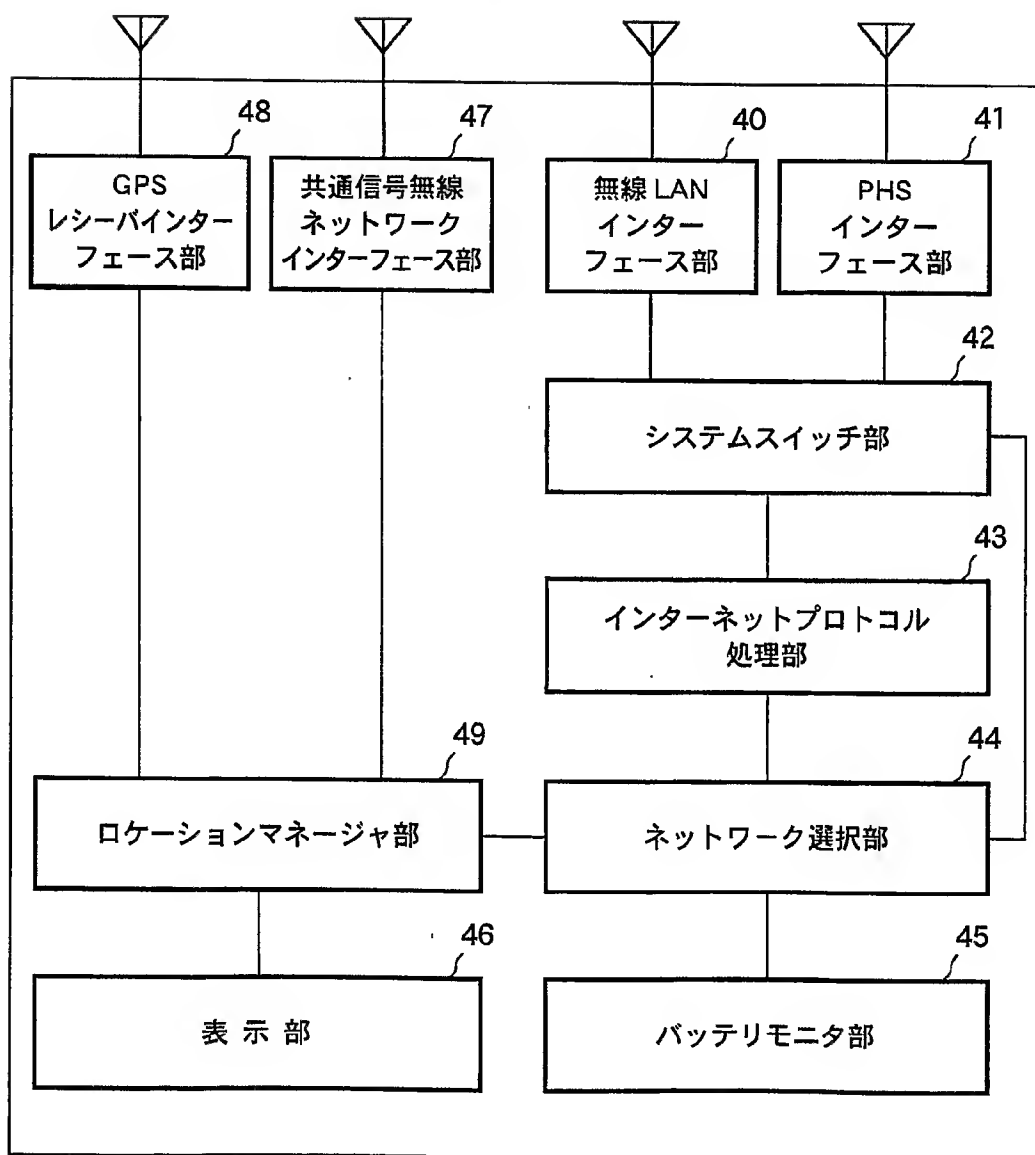 48
GPS
レシーバインター
フェース部
47
共通信号無線
ネットワーク
インターフェース部
40
無線 LAN
インター
フェース部
41
PHS
インター
フェース部
42
システムスイッチ部
43
インターネットプロトコル
処理部
49
ロケーションマネージャ部
44
ネットワーク選択部
46
表 示 部
45
バッテリモニタ部